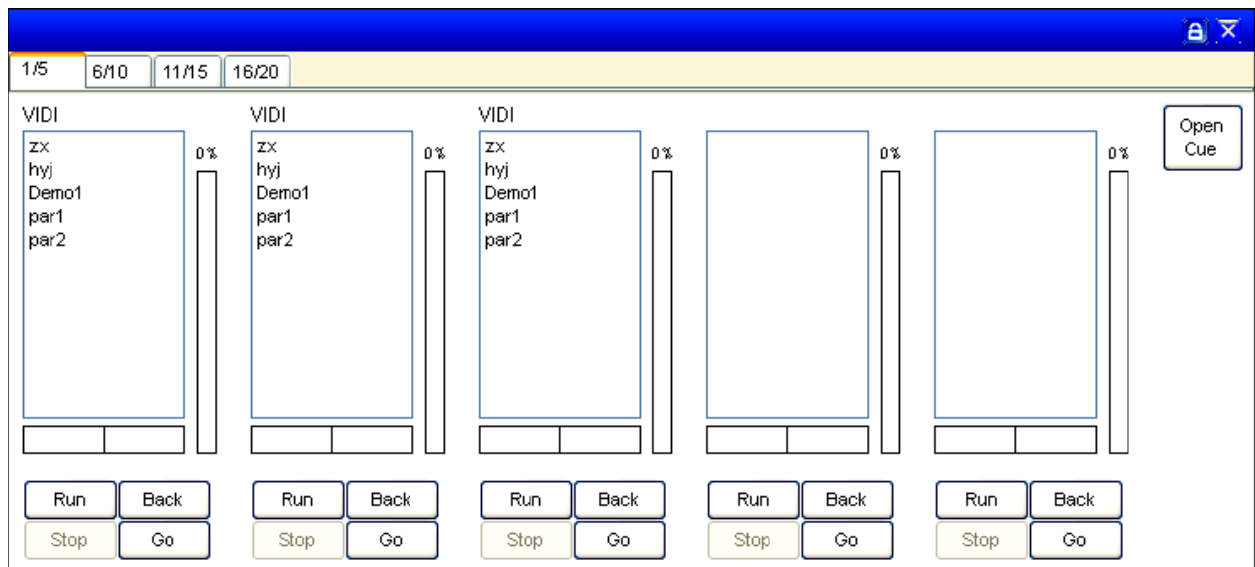 1/5 6/10 11/15 16/20
VIDI VIDI VIDI
Open
Cue
zx zx zx
0% 0% 0% 0% 0%
hyj hyj hyj
Demo1 Demo1 Demo1
par1 par1 par1
par2 par2 par2
Run Back Run Back Run Back Run Back Run Back
Stop Go Stop Go Stop Go Stop Go Stop Go